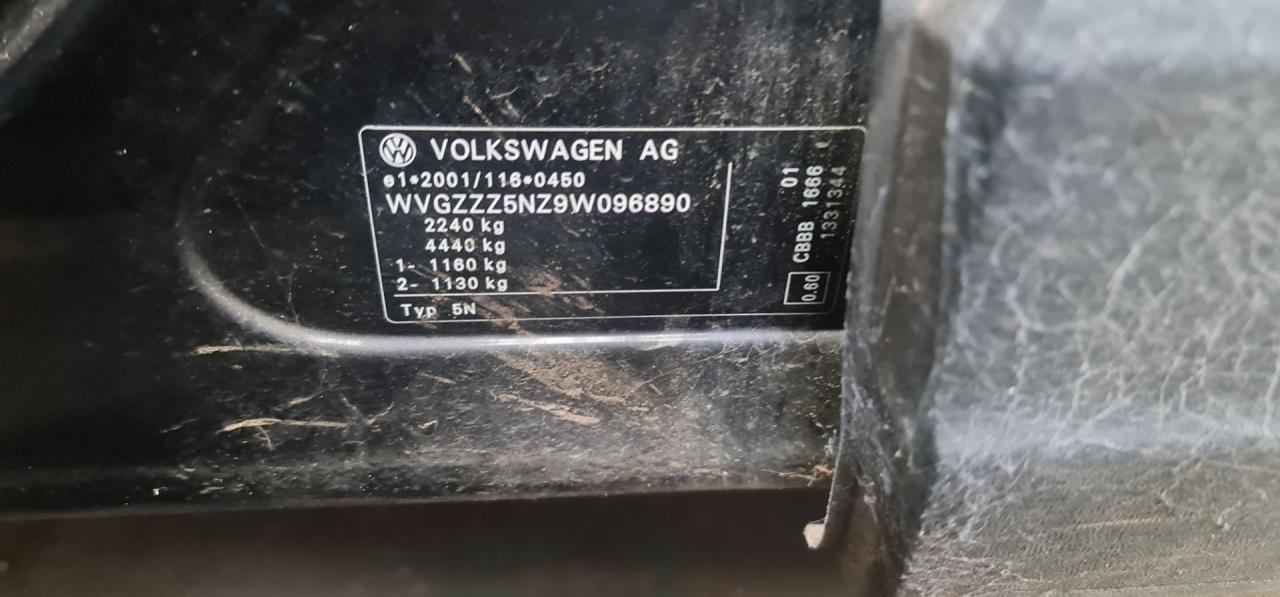 VOLKSWAGEN AG
e1*2001/116*0450
WVGZZZ5NZ9W096890
2240 kg
4440 kg
1- 1160 kg
2- 1130 kg
Typ 5N
0.60
CBBB 1666 01
1331344